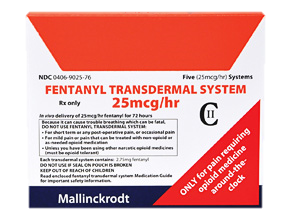 NDC 0406-9025-76 Five (25mcg/hr) Systems
FENTANYL TRANSDERMAL SYSTEM
Rx only 25mcg/hr
In vivo delivery of 25mcg/hr fentanyl for 72 hours
CII
Because it can cause trouble breathing which can be fatal,
DO NOT USE FENTANYL TRANSDERMAL SYSTEM:
• For short term or any post-operative pain, or occasional pain
• For mild pain or pain that can be treated with non-opioid or
as-needed opioid medication
• Unless you have been using other narcotic opioid medicines
(must be opioid tolerant)
Each transdermal system contains: 2.75mg fentanyl
DO NOT USE IF SEAL ON POUCH IS BROKEN
KEEP OUT OF REACH OF CHILDREN
Read enclosed fentanyl transdermal system Medication Guide
for important safety information.
ONLY for pain requiring
opioid medicine
around-the-
clock
Mallinckrodt